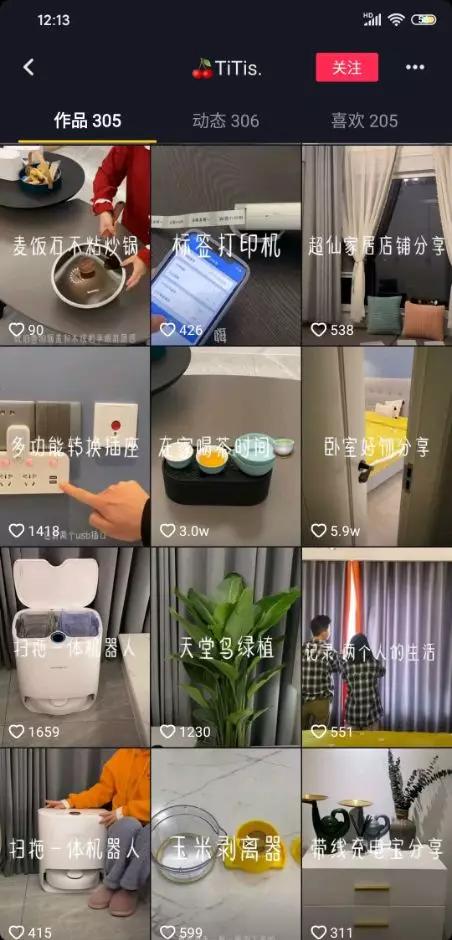 12:13
HD
🍒TiTis.
关注
作品 305
动态 306
喜欢 205
麦饭石不粘炒锅
90
标签打印机
嗨
426
超仙家居店铺分享
538
多功能转换插座
1418
在家喝茶时间
3.0w
卧室好物分享
5.9w
扫拖一体机器人
1659
天堂鸟绿植
1230
记录 两个人的生活
551
扫拖一体机器人
415
玉米剥离器
599
带线充电宝分享
311